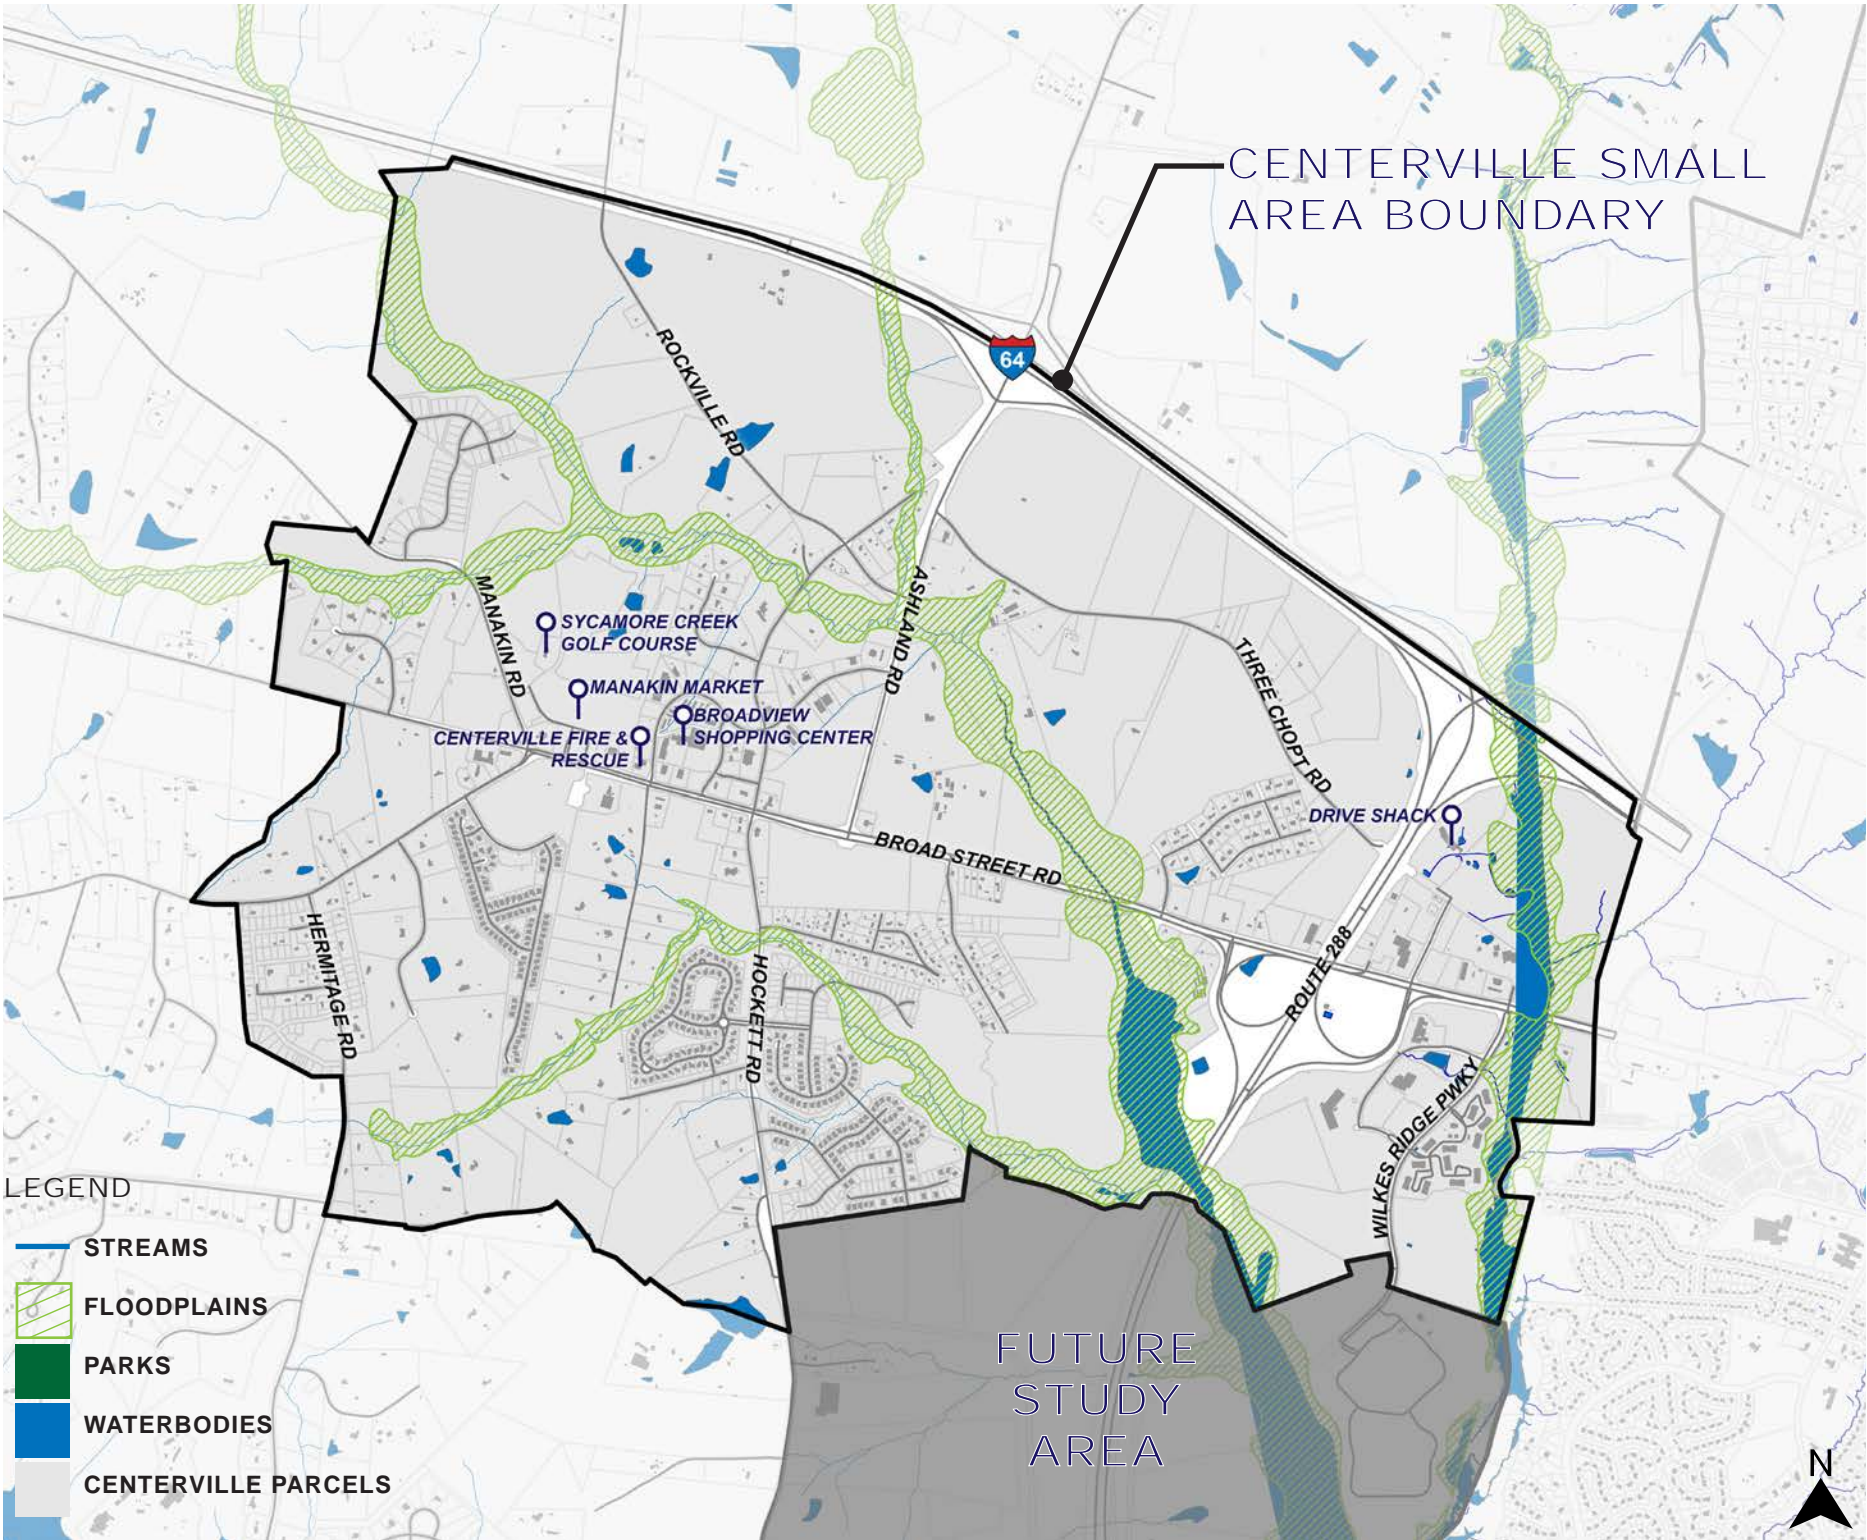 CENTERVILLE SMALL
AREA BOUNDARY
64
ROCKVILLE RD
ASHLAND RD
MANAKIN RD
SYCAMORE CREEK
GOLF COURSE
MANAKIN MARKET
BROADVIEW
SHOPPING CENTER
CENTERVILLE FIRE &
RESCUE
THREE CHOPT RD
DRIVE SHACK
BROAD STREET RD
HERMITAGE RD
HOCKETT RD
ROUTE 288
WILKES RIDGE PWKY
FUTURE
STUDY
AREA
LEGEND
STREAMS
FLOODPLAINS
PARKS
WATERBODIES
CENTERVILLE PARCELS
N